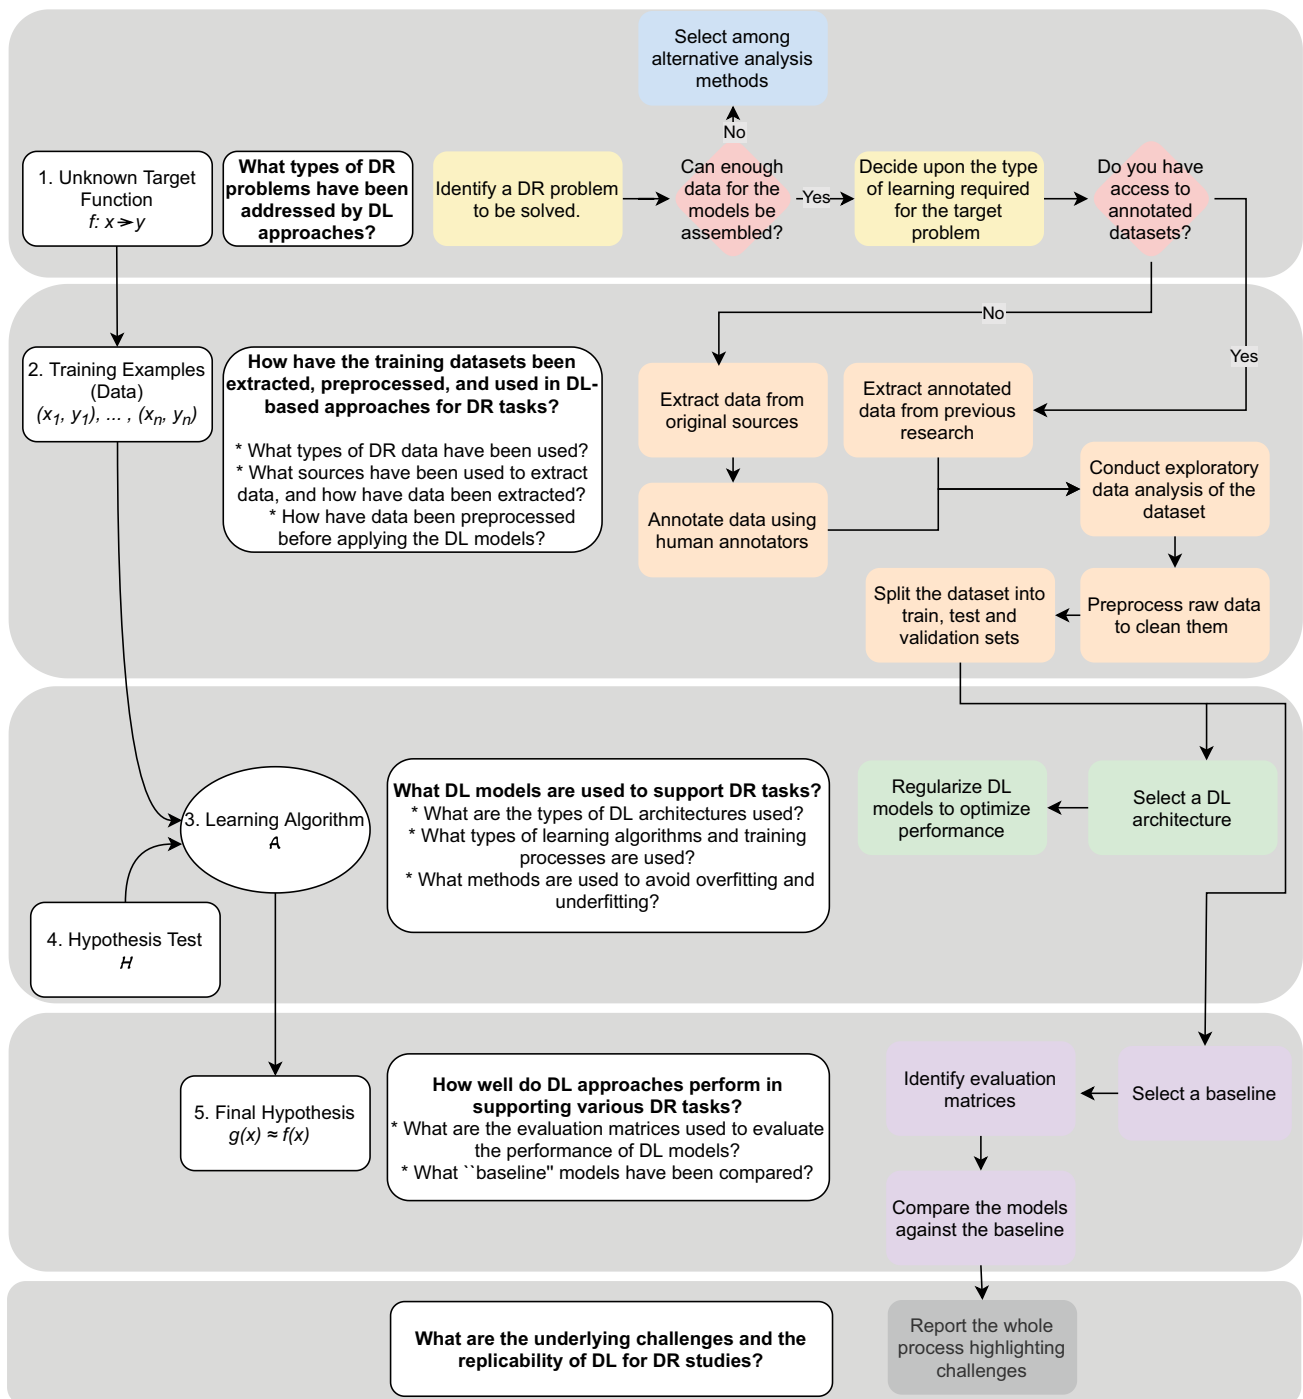 Select among
alternative analysis
methods
No
1. Unknown Target
Function
f: x➔y
What types of DR
problems have been
addressed by DL
approaches?
Identify a DR problem
to be solved.
Can enough
data for the
models be
assembled?
Yes
Decide upon the type
of learning required
for the target
problem
Do you have
access to
annotated
datasets?
No
Yes
2. Training Examples
(Data)
(x1, y1), ... , (xn, yn)
How have the training datasets been
extracted, preprocessed, and used in DL-
based approaches for DR tasks?
* What types of DR data have been used?
* What sources have been used to extract
data, and how have data been extracted?
* How have data been preprocessed
before applying the DL models?
Extract data from
original sources
Extract annotated
data from previous
research
Annotate data using
human annotators
Conduct exploratory
data analysis of the
dataset
Split the dataset into
train, test and
validation sets
Preprocess raw data
to clean them
3. Learning Algorithm
A
What DL models are used to support DR tasks?
* What are the types of DL architectures used?
* What types of learning algorithms and training
processes are used?
* What methods are used to avoid overfitting and
underfitting?
Regularize DL
models to optimize
performance
Select a DL
architecture
4. Hypothesis Test
H
5. Final Hypothesis
g(x) ≈ f(x)
How well do DL approaches perform in
supporting various DR tasks?
* What are the evaluation matrices used to evaluate
the performance of DL models?
* What ``baseline" models have been compared?
Identify evaluation
matrices
Select a baseline
Compare the models
against the baseline
What are the underlying challenges and the
replicability of DL for DR studies?
Report the whole
process highlighting
challenges